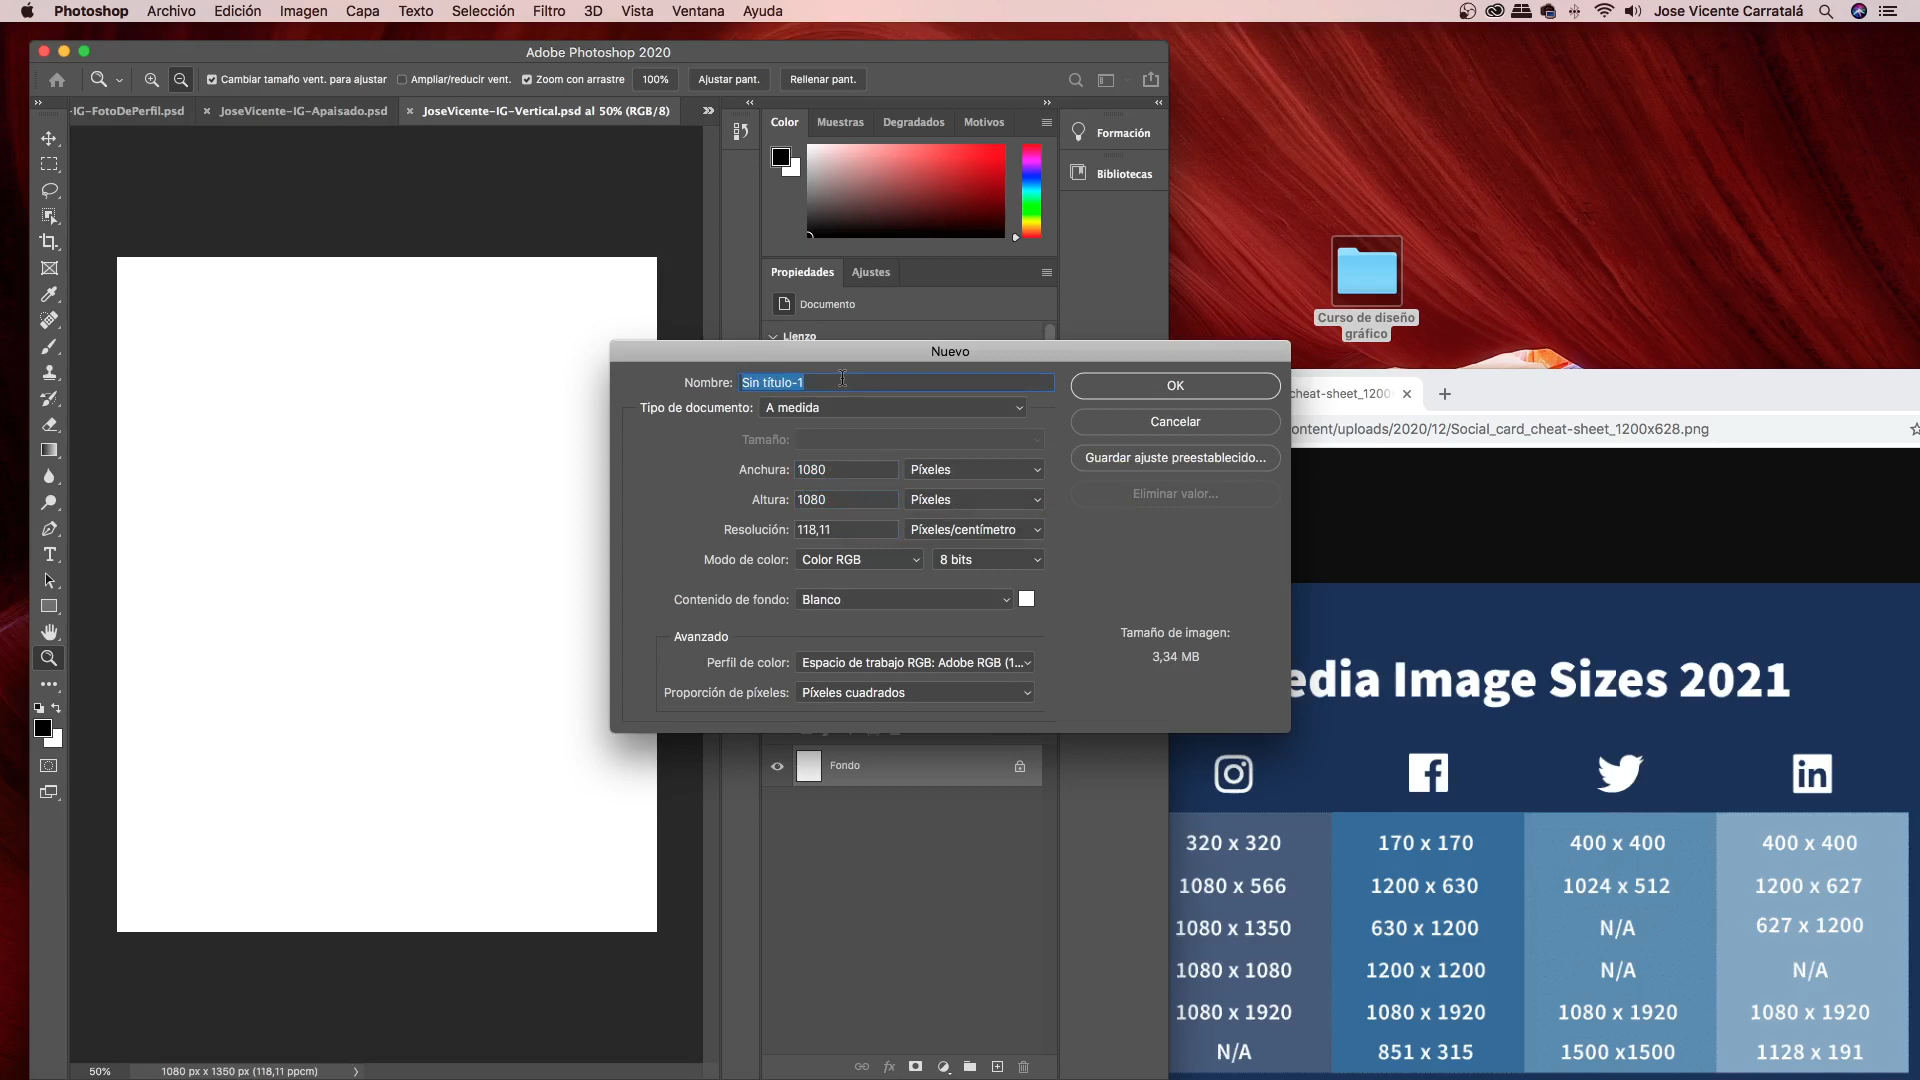 Photoshop Archivo Edición Imagen Capa Texto Selección Filtro 3D Vista Ventana Ayuda Jose Vicente Carratalá
Adobe Photoshop 2020
Cambiar tamaño vent. para ajustar Ampliar/reducir vent. Zoom con arrastre 100% Ajustar pant. Rellenar pant.
-IG-FotoDePerfil.psd JoseVicente-IG-Apaisado.psd JoseVicente-IG-Vertical.psd al 50% (RGB/8)
Color Muestras Degradados Motivos
Formación
Bibliotecas
Propiedades Ajustes
Documento
Lienzo
Curso de diseño
gráfico
Nuevo
Nombre: Sin título-1
OK
Tipo de documento: A medida
Cancelar
Tamaño:
Guardar ajuste preestablecido...
Anchura: 1080 Píxeles
Eliminar valor...
Altura: 1080 Píxeles
Resolución: 118,11 Píxeles/centímetro
Modo de color: Color RGB 8 bits
Contenido de fondo: Blanco
Avanzado
Perfil de color: Espacio de trabajo RGB: Adobe RGB (1...
Proporción de píxeles: Píxeles cuadrados
Tamaño de imagen:
3,34 MB
Fondo
fx
50% 1080 px x 1350 px (118,11 ppcm)
cheat-sheet_1200
ontent/uploads/2020/12/Social_card_cheat-sheet_1200x628.png
edia Image Sizes 2021
320 x 320 170 x 170 400 x 400 400 x 400
1080 x 566 1200 x 630 1024 x 512 1200 x 627
1080 x 1350 630 x 1200 N/A 627 x 1200
1080 x 1080 1200 x 1200 N/A N/A
1080 x 1920 1080 x 1920 1080 x 1920 1080 x 1920
N/A 851 x 315 1500 x1500 1128 x 191